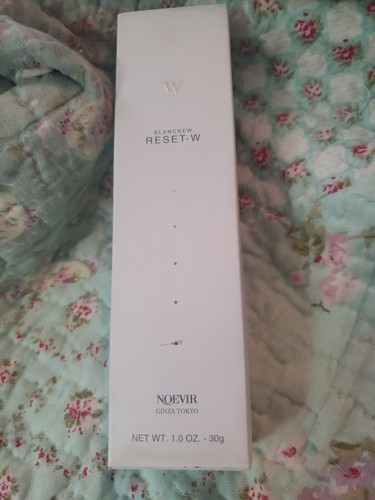 W
BLANCNEW
RESET-W
NOEVIR
GINZA TOKYO
NET WT. 1.0 OZ. - 30g